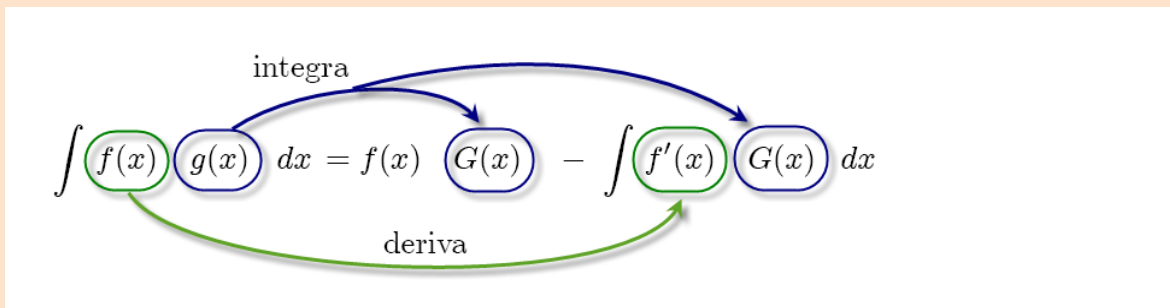 integra
∫ f(x) g(x) dx = f(x) G(x) − ∫ f′(x) G(x) dx
deriva